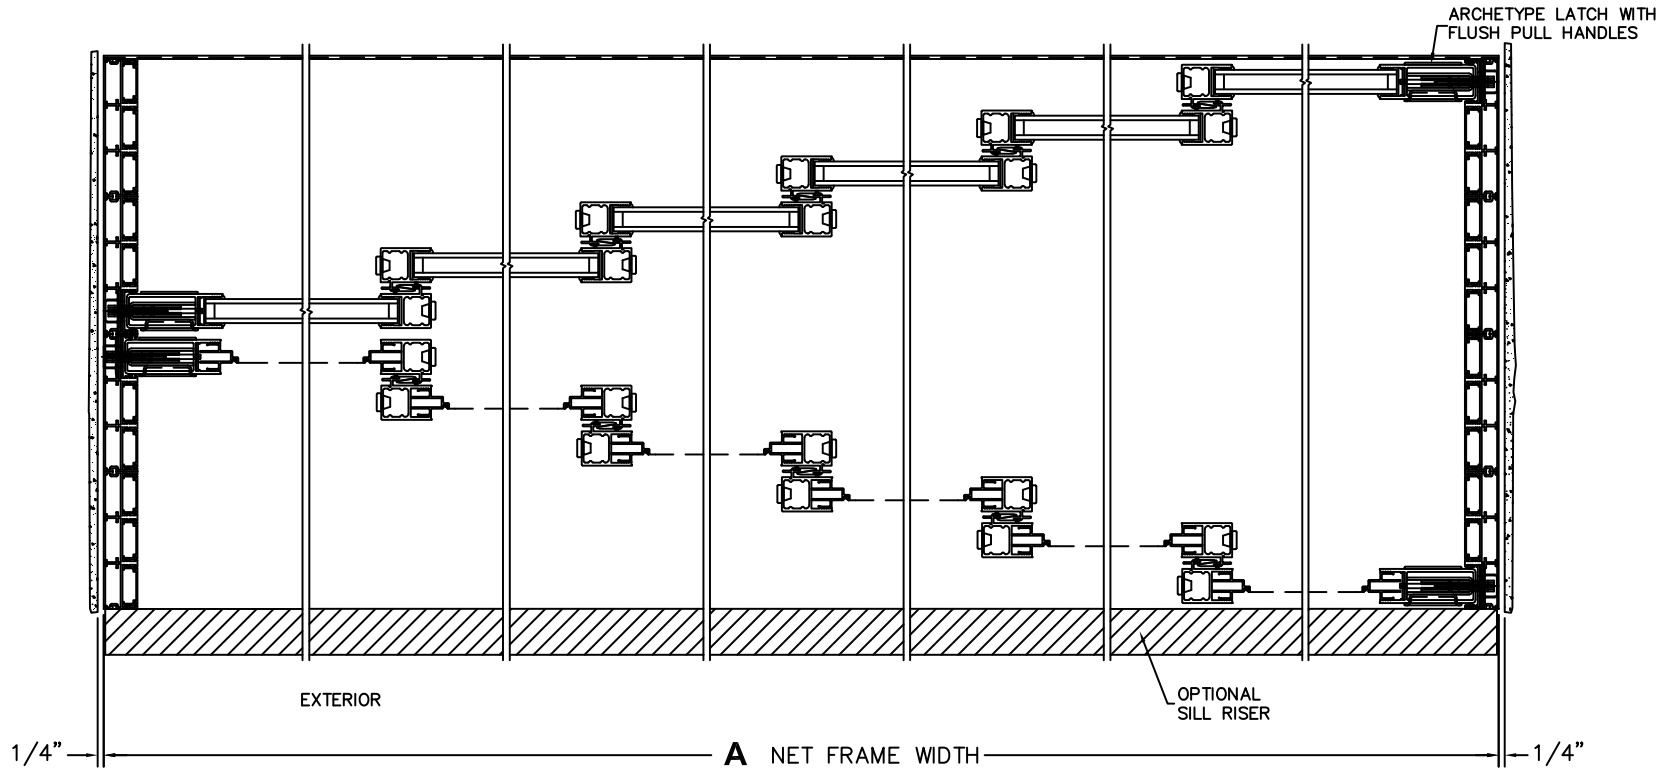 ARCHETYPE LATCH WITH
FLUSH PULL HANDLES
EXTERIOR
OPTIONAL
SILL RISER
1/4" A NET FRAME WIDTH 1/4"